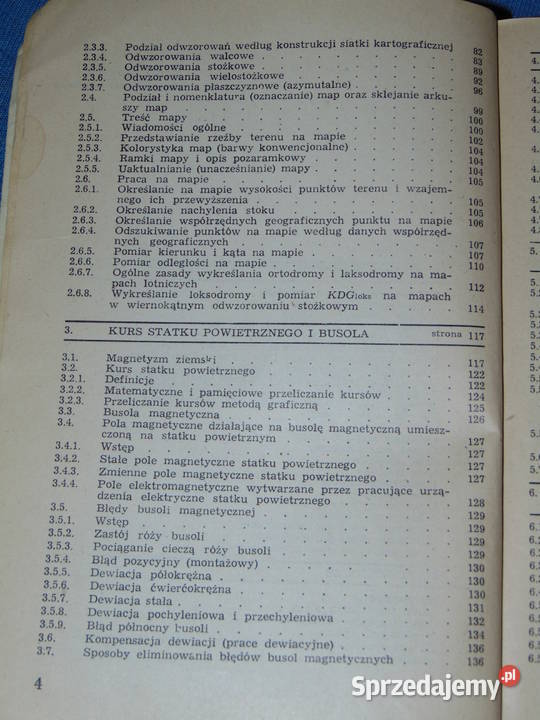 2.3.3. Podział odwzorowań według konstrukcji siatki kartograficznej 82
2.3.4. Odwzorowania walcowe 83
2.3.5. Odwzorowania stożkowe 89
2.3.6. Odwzorowania wielostożkowe 92
2.3.7. Odwzorowania płaszczyznowe (azymutalne) 96
2.4. Podział i nomenklatura (oznaczanie) map oraz sklejanie arku-
szy map 99
2.5. Treść mapy 100
2.5.1. Wiadomości ogólne 100
2.5.2. Przedstawianie rzeźby terenu na mapie 102
2.5.3. Kolorystyka map (barwy konwencjonalne) 104
2.5.4. Ramki mapy i opis pozaramkowy 104
2.5.5. Uaktualnianie (unacześnianie) mapy 104
2.6. Praca na mapie 105
2.6.1. Określanie na mapie wysokości punktów terenu i wzajem-
nego ich przewyższenia 105
2.6.2. Określanie nachylenia stoku 105
2.6.3. Określanie współrzędnych geograficznych punktu na mapie 106
2.6.4. Odszukiwanie punktów na mapie według danych współrzęd-
nych geograficznych 107
2.6.5. Pomiar kierunku i kąta na mapie 107
2.6.6. Pomiar odległości na mapie 110
2.6.7. Ogólne zasady wykreślania ortodromy i laksodromy na ma-
pach lotniczych 112
2.6.8. Wykreślanie loksodromy i pomiar KDGloks na mapach
w wiernokątnym odwzorowaniu stożkowym 114
3. KURS STATKU POWIETRZNEGO I BUSOLA strona 117
3.1. Magnetyzm ziemski 117
3.2. Kurs statku powietrznego 122
3.2.1. Definicje 122
3.2.2. Matematyczne i pamięciowe przeliczanie kursów 124
3.2.3. Przeliczanie kursów metodą graficzną 125
3.3. Busola magnetyczna 126
3.4. Pola magnetyczne działające na busolę magnetyczną umiesz-
czoną na statku powietrznym 127
3.4.1. Wstęp 127
3.4.2. Stałe pole magnetyczne statku powietrznego 127
3.4.3. Zmienne pole magnetyczne statku powietrznego 127
3.4.4. Pole elektromagnetyczne wytwarzane przez pracujące urzą-
dzenia elektryczne statku powietrznego 128
3.5. Błędy busoli magnetycznej 129
3.5.1. Wstęp 129
3.5.2. Zastój róży busoli 129
3.5.3. Pociąganie cieczą róży busoli 129
3.5.4. Błąd pozycyjny (montażowy) 130
3.5.5. Dewiacja półokrężna 130
3.5.6. Dewiacja ćwierćokrężna 130
3.5.7. Dewiacja stała 131
3.5.8. Dewiacja pochyleniowa i przechyleniowa 132
3.5.9. Błąd północny busoli 134
3.6. Kompensacja dewiacji (prace dewiacyjne) 136
3.7. Sposoby eliminowania błędów busol magnetycznych 136
4
Sprzedajemy.pl